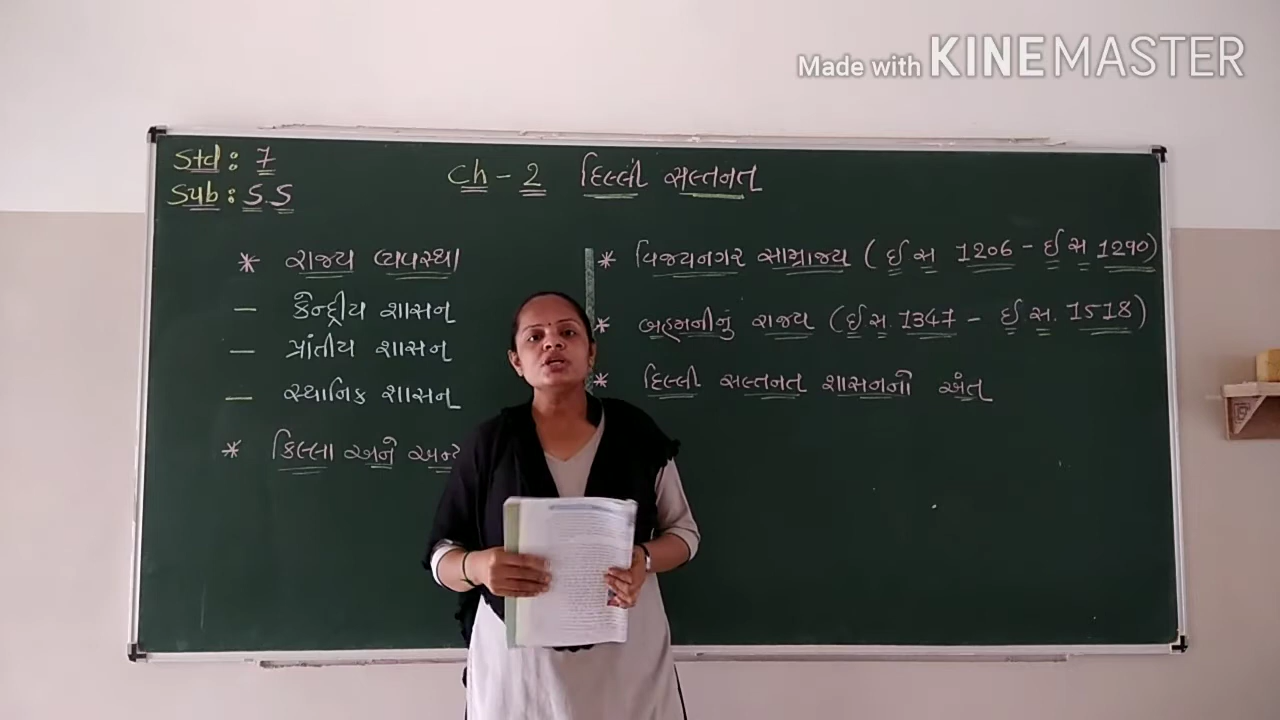 Made with KINEMASTER
Std : 7
Sub : S.S
Ch - 2 દિલ્લી સલ્તનત
* રાજ્ય વ્યવસ્થા
— કેન્દ્રીય શાસન
— પ્રાંતીય શાસન
— સ્થાનિક શાસન
* કિલ્લા અને
* વિજયનગર સામ્રાજ્ય ( ઈ સ 1206 - ઈ સ 1290)
* બહમનીનું રાજ્ય (ઈ સ. 1347 - ઈ સ. 1518)
* દિલ્લી સલ્તનત શાસનનો અંત